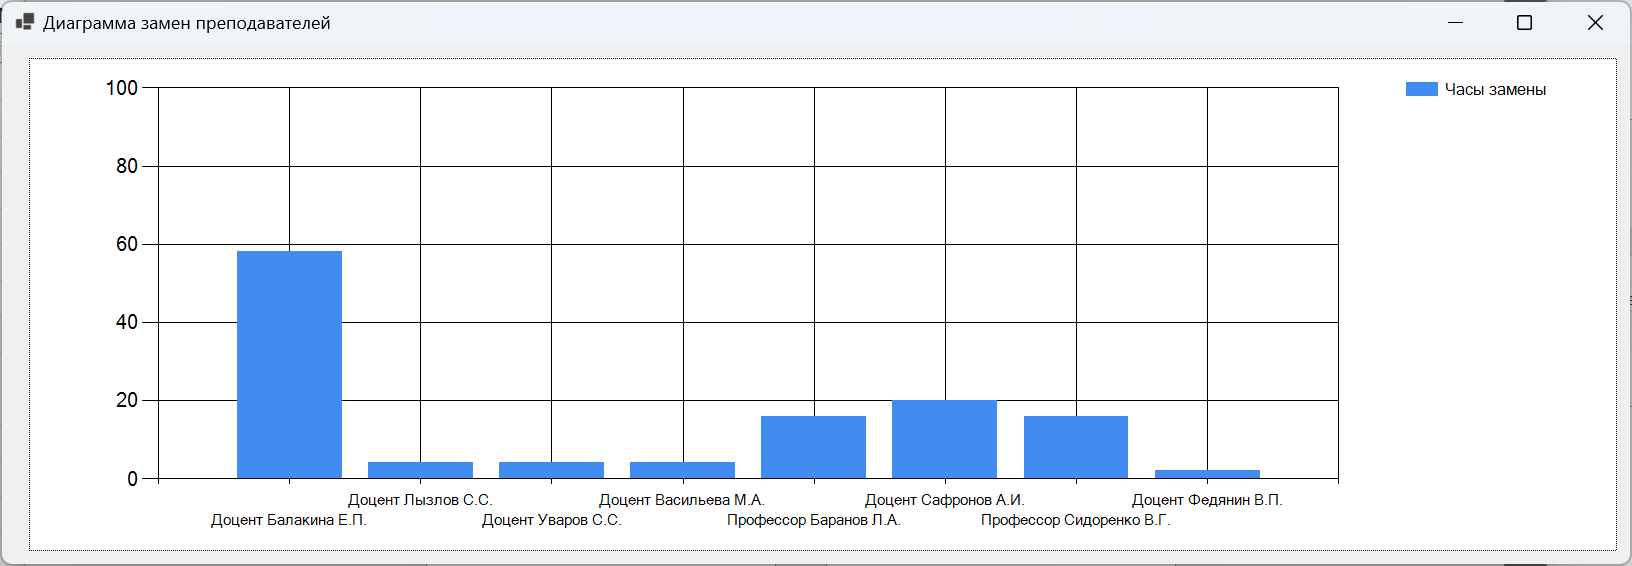 Диаграмма замен преподавателей
Часы замены
100
80
60
40
20
0
Доцент Балакина Е.П.
Доцент Лызлов С.С.
Доцент Уваров С.С.
Доцент Васильева М.А.
Профессор Баранов Л.А.
Доцент Сафронов А.И.
Профессор Сидоренко В.Г.
Доцент Федянин В.П.